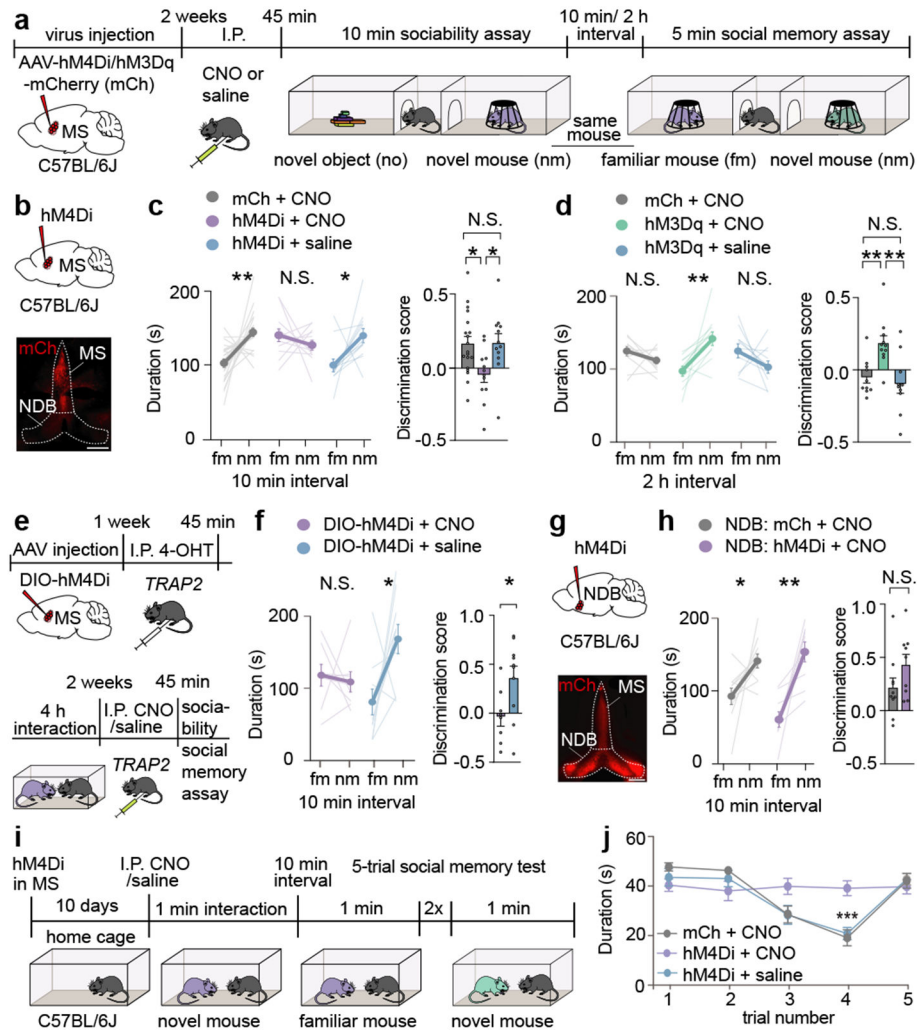 a
2 weeks 45 min 10 min/ 2 h
virus injection I.P. 10 min sociability assay interval 5 min social memory assay
AAV-hM4Di/hM3Dq
-mCherry (mCh)
CNO or
saline
MS
same
mouse
C57BL/6J
novel object (no) novel mouse (nm) familiar mouse (fm) novel mouse (nm)
b
hM4Di
MS
C57BL/6J
mCh
MS
NDB
c
mCh + CNO
hM4Di + CNO
hM4Di + saline
** N.S. *
Duration (s)
200
100
0
fm nm fm nm fm nm
10 min interval
N.S.
* *
Discrimination score
0.5
0.0
-0.5
d
mCh + CNO
hM3Dq + CNO
hM3Dq + saline
N.S. ** N.S.
Duration (s)
200
100
0
fm nm fm nm fm nm
2 h interval
N.S.
** **
Discrimination score
0.5
0.0
-0.5
e
1 week 45 min
AAV injection I.P. 4-OHT
DIO-hM4Di
TRAP2
MS
2 weeks 45 min
4 h
interaction
I.P. CNO
/saline
socia-
bility
social
memory
assay
TRAP2
f
DIO-hM4Di + CNO
DIO-hM4Di + saline
N.S. *
Duration (s)
200
100
0
fm nm fm nm
10 min interval
*
Discrimination score
1.0
0.5
0.0
-0.5
g
hM4Di
NDB
C57BL/6J
mCh
MS
NDB
h
NDB: mCh + CNO
NDB: hM4Di + CNO
* **
Duration (s)
200
100
0
fm nm fm nm
10 min interval
N.S.
Discrimination score
1.0
0.5
0.0
-0.5
i
hM4Di
in MS
I.P. CNO
/saline
10 min
interval
5-trial social memory test
10 days 1 min interaction 1 min 2x 1 min
home cage
C57BL/6J novel mouse familiar mouse novel mouse
j
Duration (s)
60
40
20
0
***
mCh + CNO
hM4Di + CNO
hM4Di + saline
1 2 3 4 5
trial number